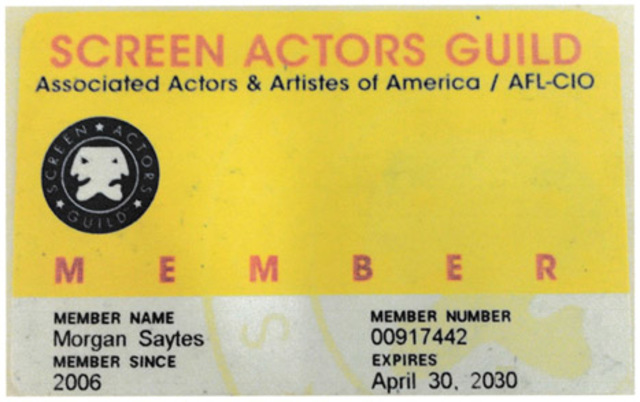 SCREEN ACTORS GUILD
Associated Actors & Artistes of America / AFL-CIO
SCREEN ★ ACTORS ★ GUILD ★
MEMBER
MEMBER NAME
Morgan Saytes
MEMBER SINCE
2006
MEMBER NUMBER
00917442
EXPIRES
April 30, 2030